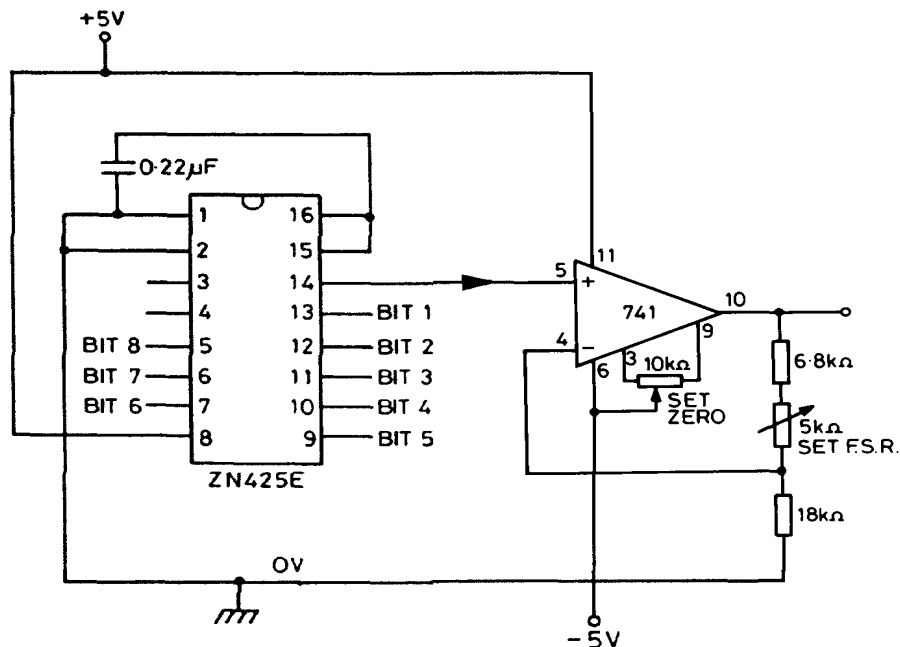 +5V
0·22µF
1 16
2 15
3 14
4 13 BIT 1
BIT 8 5 12 BIT 2
BIT 7 6 11 BIT 3
BIT 6 7 10 BIT 4
8 9 BIT 5
ZN425E
5 + 11
741 10
4 − 9
6 3 10kΩ
SET
ZERO
6·8kΩ
5kΩ
SET F.S.R.
18kΩ
0V
−5V